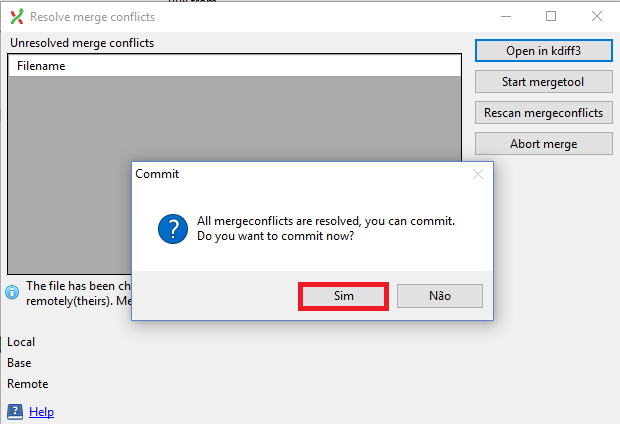 Resolve merge conflicts
Unresolved merge conflicts
Filename
Open in kdiff3
Start mergetool
Rescan mergeconflicts
Abort merge
Commit
All mergeconflicts are resolved, you can commit.
Do you want to commit now?
Sim
Não
The file has been ch
remotely(theirs). Me
Local
Base
Remote
Help